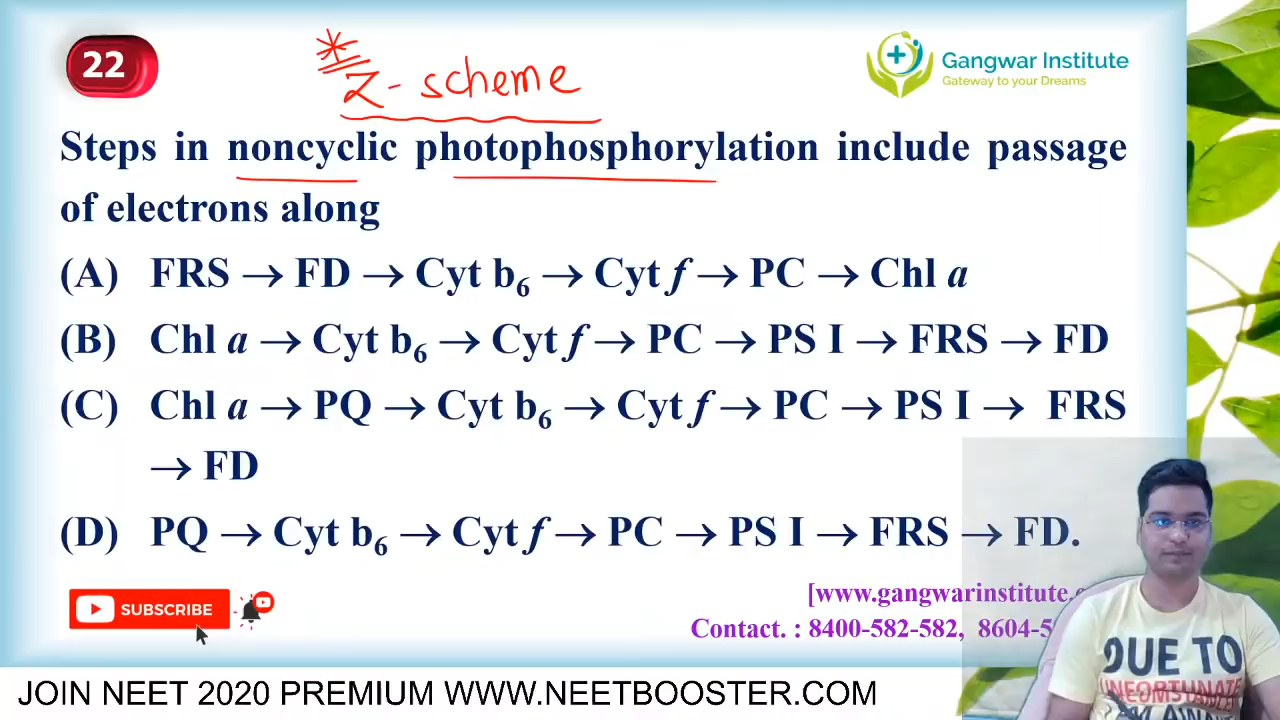 22
Z-scheme
Gangwar Institute
Gateway to your Dreams
Steps in noncyclic photophosphorylation include passage
of electrons along
(A) FRS → FD → Cyt b₆ → Cyt f → PC → Chl a
(B) Chl a → Cyt b₆ → Cyt f → PC → PS I → FRS → FD
(C) Chl a → PQ → Cyt b₆ → Cyt f → PC → PS I → FRS
→ FD
(D) PQ → Cyt b₆ → Cyt f → PC → PS I → FRS → FD.
SUBSCRIBE
[www.gangwarinstitute.
Contact. : 8400-582-582, 8604-5
DUE TO
UNFORTUNATE
JOIN NEET 2020 PREMIUM WWW.NEETBOOSTER.COM